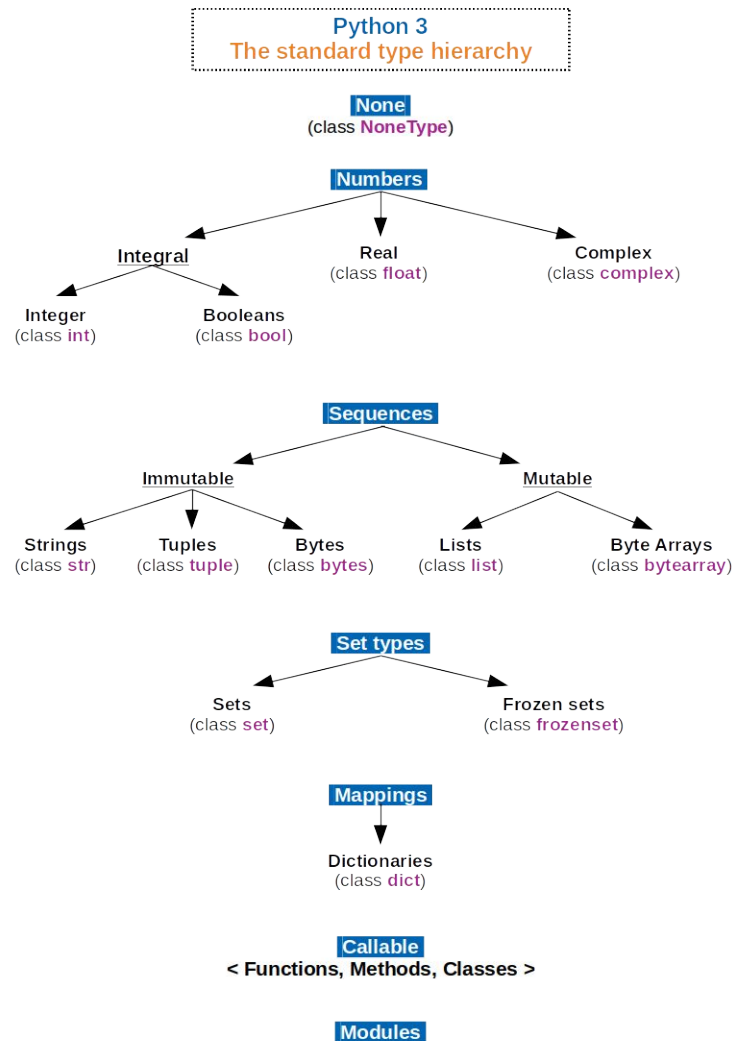 Python 3
The standard type hierarchy
None
(class NoneType)
Numbers
Integral
Real
(class float)
Complex
(class complex)
Integer
(class int)
Booleans
(class bool)
Sequences
Immutable
Mutable
Strings
(class str)
Tuples
(class tuple)
Bytes
(class bytes)
Lists
(class list)
Byte Arrays
(class bytearray)
Set types
Sets
(class set)
Frozen sets
(class frozenset)
Mappings
Dictionaries
(class dict)
Callable
< Functions, Methods, Classes >
Modules